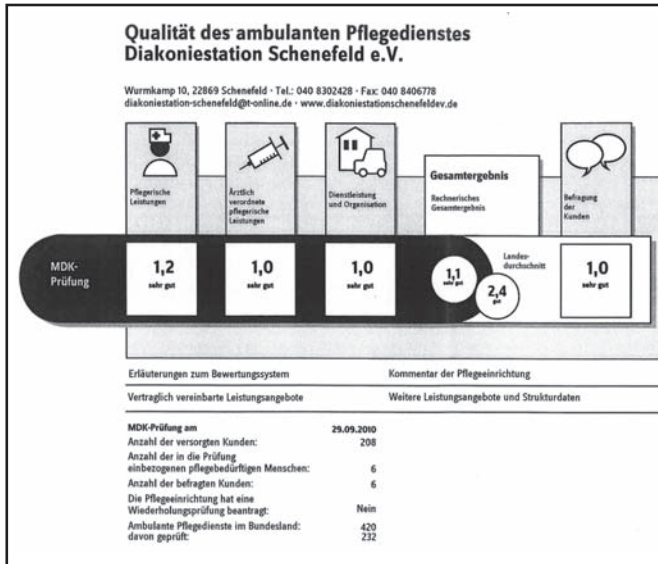 Qualität des ambulanten Pflegedienstes
Diakoniestation Schenefeld e.V.
Wurmkamp 10, 22869 Schenefeld · Tel.: 040 8302428 · Fax: 040 8406778
diakoniestation-schenefeld@t-online.de · www.diakoniestationschenefeldev.de
Pflegerische
Leistungen
Ärztlich
verordnete
pflegerische
Leistungen
Dienstleistung
und Organisation
Gesamtergebnis
Rechnerisches
Gesamtergebnis
Befragung
der
Kunden
MDK-
Prüfung
1,2
sehr gut
1,0
sehr gut
1,0
sehr gut
1,1
sehr gut
Landes-
durchschnitt
2,4
gut
1,0
sehr gut
Erläuterungen zum Bewertungssystem
Kommentar der Pflegeeinrichtung
Vertraglich vereinbarte Leistungsangebote
Weitere Leistungsangebote und Strukturdaten
MDK-Prüfung am 29.09.2010
Anzahl der versorgten Kunden: 208
Anzahl der in die Prüfung
einbezogenen pflegebedürftigen Menschen: 6
Anzahl der befragten Kunden: 6
Die Pflegeeinrichtung hat eine
Wiederholungsprüfung beantragt: Nein
Ambulante Pflegedienste im Bundesland: 420
davon geprüft: 232